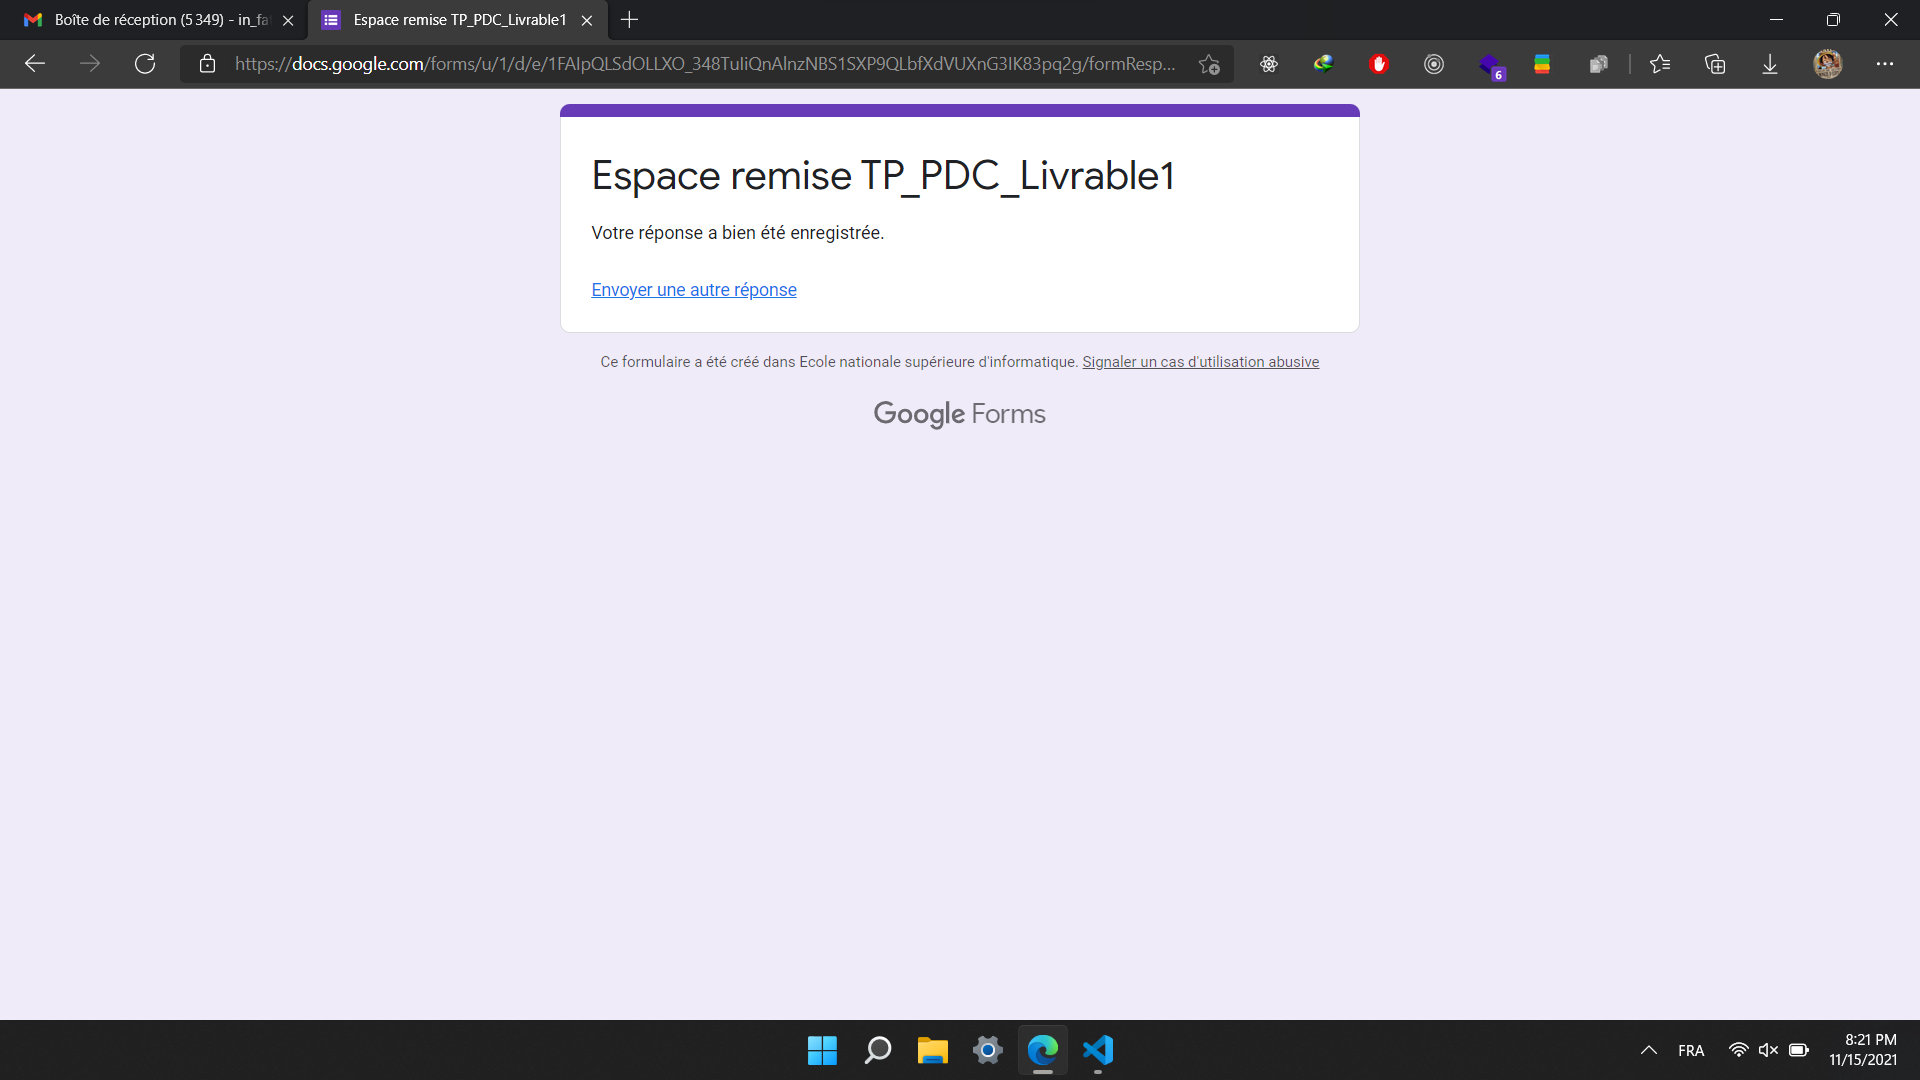 Boîte de réception (5 349) - in_fa
Espace remise TP_PDC_Livrable1
https://docs.google.com/forms/u/1/d/e/1FAIpQLSdOLLXO_348TuIiQnAlnzNBS1SXP9QLbfXdVUXnG3IK83pq2g/formResp...
6
Espace remise TP_PDC_Livrable1
Votre réponse a bien été enregistrée.
Envoyer une autre réponse
Ce formulaire a été créé dans Ecole nationale supérieure d'informatique. Signaler un cas d'utilisation abusive
Google Forms
FRA
8:21 PM
11/15/2021